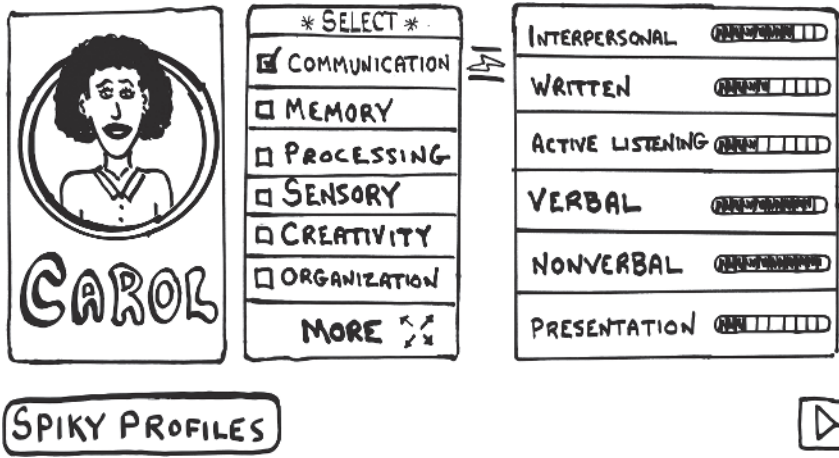 CAROL
* SELECT *
COMMUNICATION
MEMORY
PROCESSING
SENSORY
CREATIVITY
ORGANIZATION
MORE
INTERPERSONAL
WRITTEN
ACTIVE LISTENING
VERBAL
NONVERBAL
PRESENTATION
SPIKY PROFILES